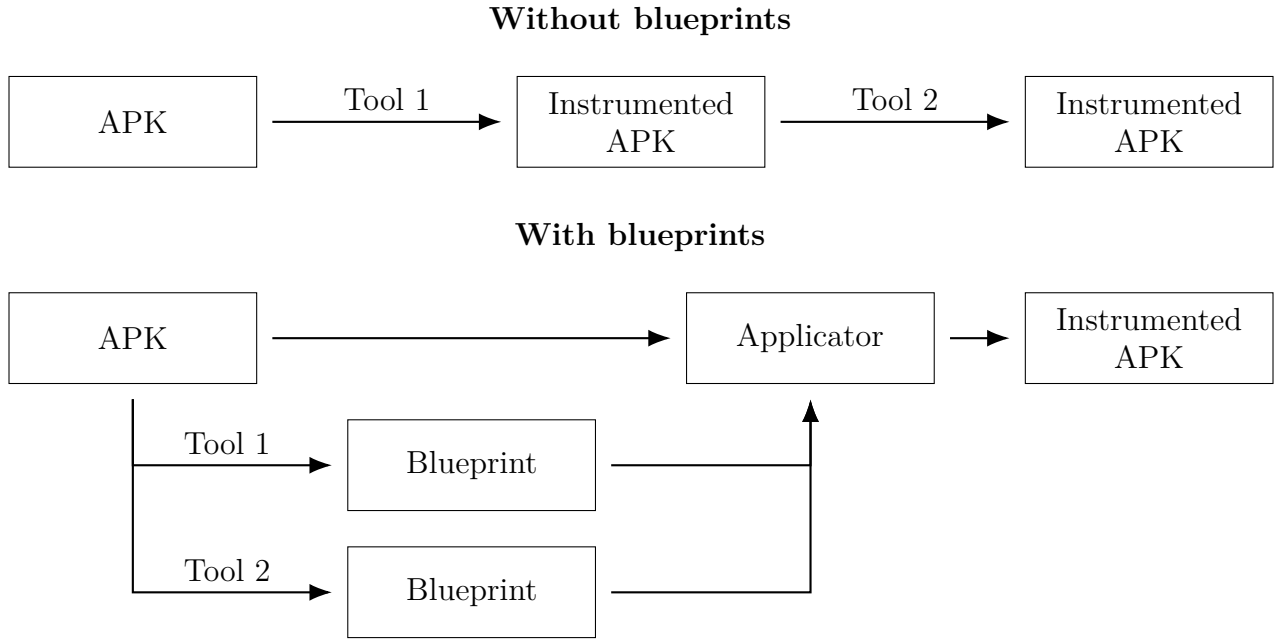 Without blueprints
APK
Tool 1
Instrumented
APK
Tool 2
Instrumented
APK
With blueprints
APK
Applicator
Instrumented
APK
Tool 1
Blueprint
Tool 2
Blueprint